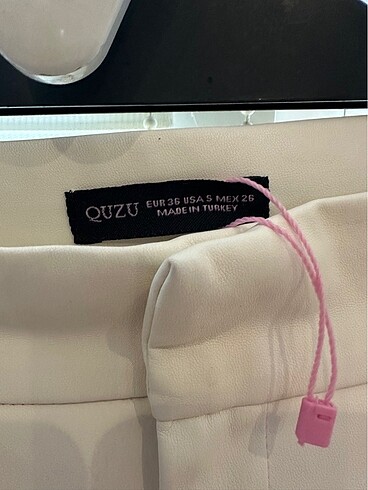 QUZU
EUR 36 USA S MEX 26
MADE IN TURKEY